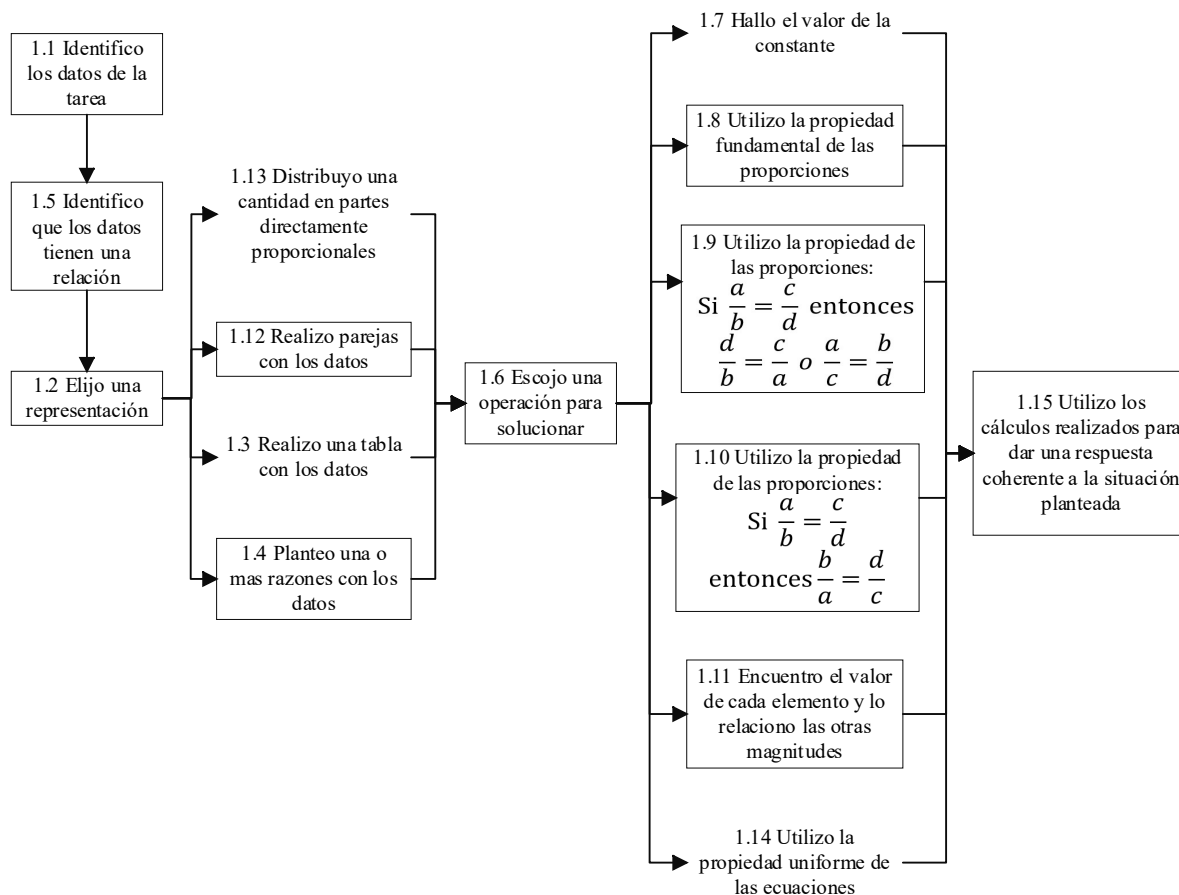 1.1 Identifico
los datos de la
tarea
1.5 Identifico
que los datos
tienen una
relación
1.2 Elijo una
representación
1.13 Distribuyo una
cantidad en partes
directamente
proporcionales
1.12 Realizo parejas
con los datos
1.3 Realizo una tabla
con los datos
1.4 Planteo una o
mas razones con los
datos
1.6 Escojo una
operación para
solucionar
1.7 Hallo el valor de la
constante
1.8 Utilizo la propiedad
fundamental de las
proporciones
1.9 Utilizo la propiedad de
las proporciones:
Si a/b = c/d entonces
d/b = c/a o a/c = b/d
1.10 Utilizo la propiedad
de las proporciones:
Si a/b = c/d
entonces b/a = d/c
1.11 Encuentro el valor
de cada elemento y lo
relaciono las otras
magnitudes
1.14 Utilizo la
propiedad uniforme de
las ecuaciones
1.15 Utilizo los
cálculos realizados para
dar una respuesta
coherente a la situación
planteada